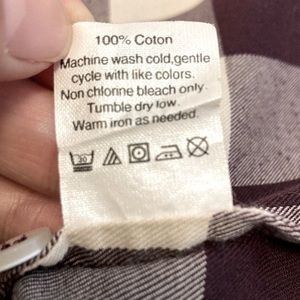 100% Coton
Machine wash cold,gentle
cycle with like colors.
Non chlorine bleach only.
Tumble dry low.
Warm iron as needed.
30